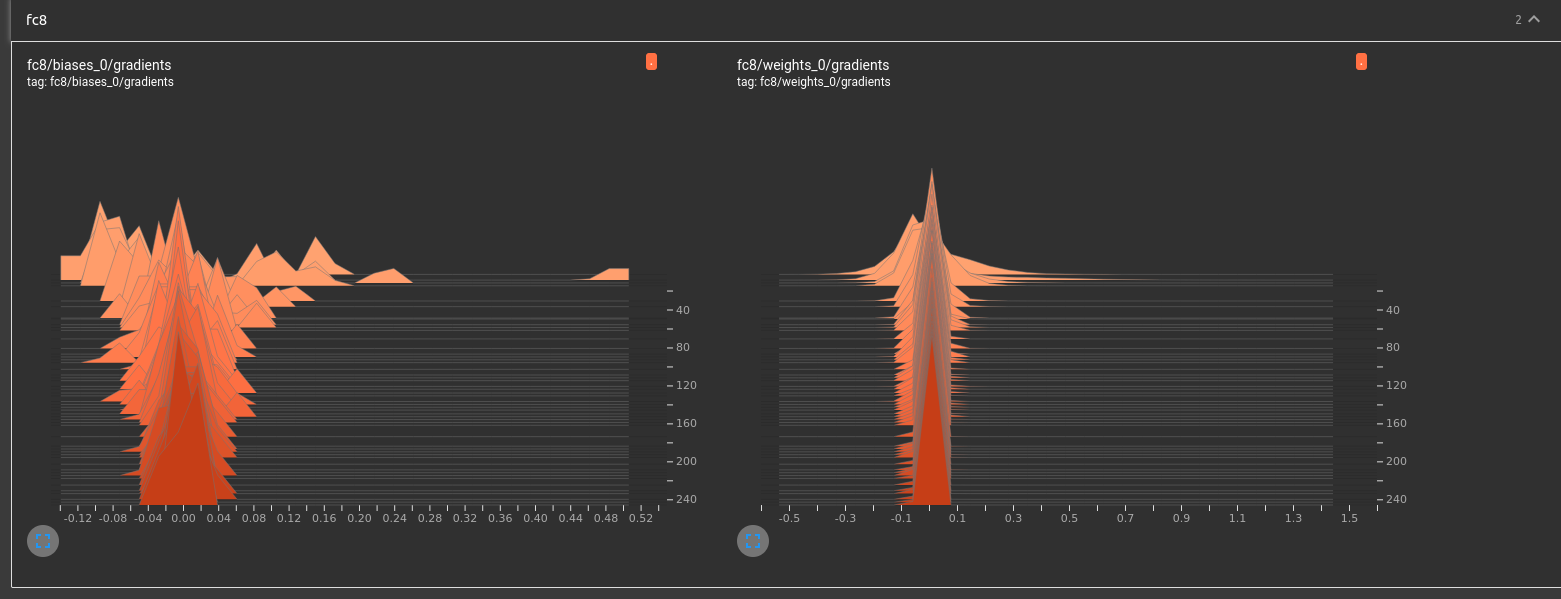 fc8
2
fc8/biases_0/gradients
tag: fc8/biases_0/gradients
.
40
80
120
160
200
240
-0.12 -0.08 -0.04 0.00 0.04 0.08 0.12 0.16 0.20 0.24 0.28 0.32 0.36 0.40 0.44 0.48 0.52
fc8/weights_0/gradients
tag: fc8/weights_0/gradients
.
40
80
120
160
200
240
-0.5 -0.3 -0.1 0.1 0.3 0.5 0.7 0.9 1.1 1.3 1.5